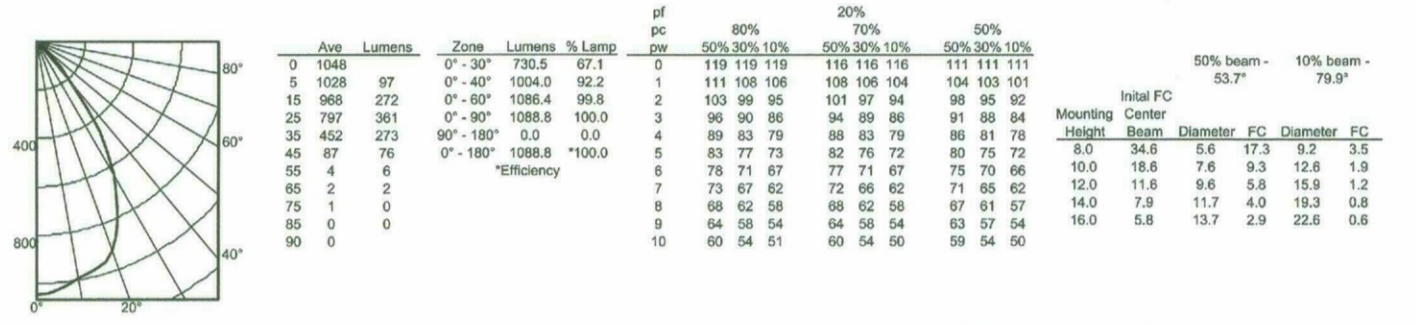 80°
60°
40°
400
800
0° 20°
Ave Lumens
0 1048
5 1028 97
15 968 272
25 797 361
35 452 273
45 87 76
55 4 6
65 2 2
75 1 0
85 0 0
90 0
Zone Lumens % Lamp
0° - 30° 730.5 67.1
0° - 40° 1004.0 92.2
0° - 60° 1086.4 99.8
0° - 90° 1088.8 100.0
90° - 180° 0.0 0.0
0° - 180° 1088.8 *100.0
*Efficiency
pf 20%
pc 80% 70% 50%
pw 50% 30% 10% 50% 30% 10% 50% 30% 10%
0 119 119 119 116 116 116 111 111 111
1 111 108 106 108 106 104 104 103 101
2 103 99 95 101 97 94 98 95 92
3 96 90 86 94 89 86 91 88 84
4 89 83 79 88 83 79 86 81 78
5 83 77 73 82 76 72 80 75 72
6 78 71 67 77 71 67 75 70 66
7 73 67 62 72 66 62 71 65 62
8 68 62 58 68 62 58 67 61 57
9 64 58 54 64 58 54 63 57 54
10 60 54 51 60 54 50 59 54 50
50% beam - 10% beam -
53.7° 79.9°
Inital FC
Mounting Center
Height Beam Diameter FC Diameter FC
8.0 34.6 5.6 17.3 9.2 3.5
10.0 18.6 7.6 9.3 12.6 1.9
12.0 11.6 9.6 5.8 15.9 1.2
14.0 7.9 11.7 4.0 19.3 0.8
16.0 5.8 13.7 2.9 22.6 0.6